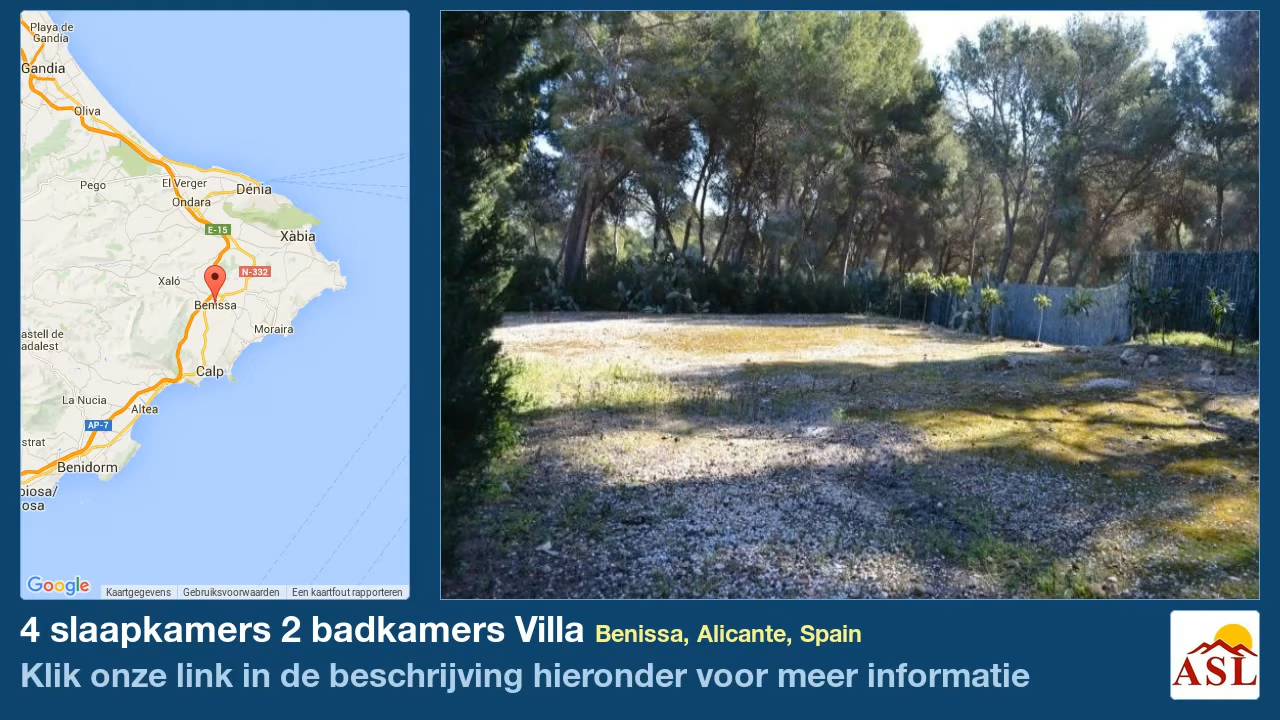 Playa de
Gandía
Gandia
Oliva
Pego
El Verger
Dénia
Ondara
E-15
Xàbia
N-332
Xaló
Benissa
Moraira
astell de
adalest
Calp
La Nucia
Altea
AP-7
strat
Benidorm
oiosa/
osa
Google
Kaartgegevens
Gebruiksvoorwaarden
Een kaartfout rapporteren
4 slaapkamers 2 badkamers Villa Benissa, Alicante, Spain
Klik onze link in de beschrijving hieronder voor meer informatie
ASL